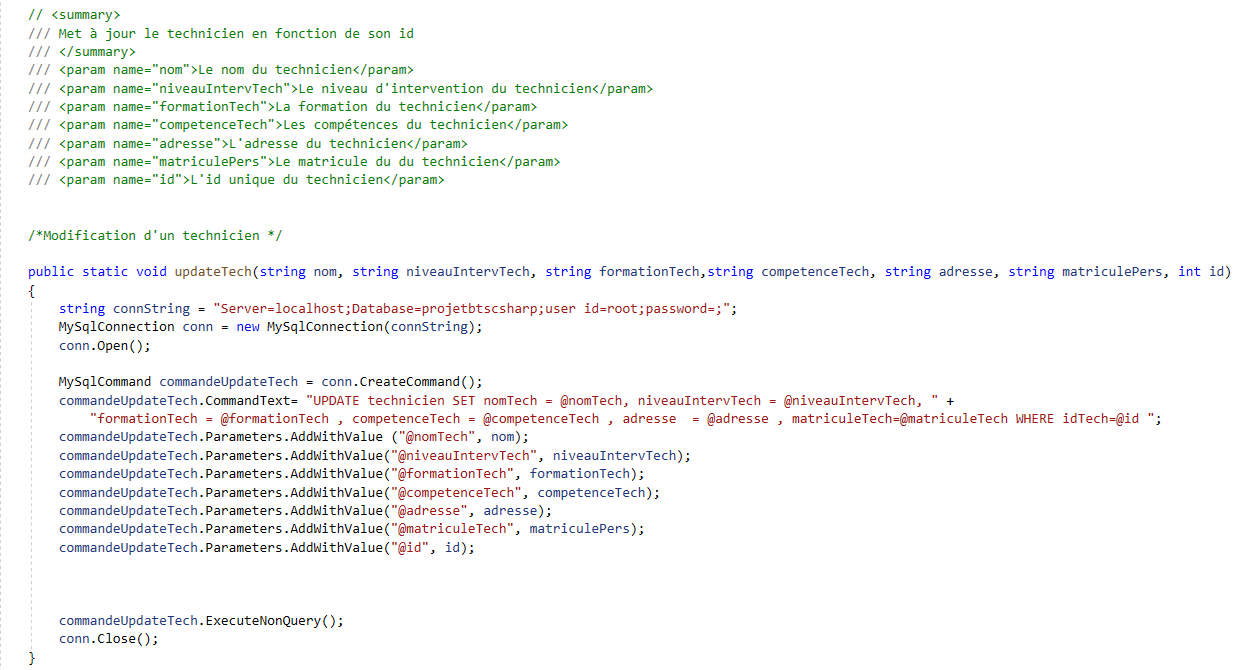 // <summary>
/// Met à jour le technicien en fonction de son id
/// </summary>
/// <param name="nom">Le nom du technicien</param>
/// <param name="niveauIntervTech">Le niveau d'intervention du technicien</param>
/// <param name="formationTech">La formation du technicien</param>
/// <param name="competenceTech">Les compétences du technicien</param>
/// <param name="adresse">L'adresse du technicien</param>
/// <param name="matriculePers">Le matricule du du technicien</param>
/// <param name="id">L'id unique du technicien</param>
/*Modification d'un technicien */
public static void updateTech(string nom, string niveauIntervTech, string formationTech,string competenceTech, string adresse, string matriculePers, int id)
{
string connString = "Server=localhost;Database=projetbtscsharp;user id=root;password=;";
MySqlConnection conn = new MySqlConnection(connString);
conn.Open();
MySqlCommand commandeUpdateTech = conn.CreateCommand();
commandeUpdateTech.CommandText= "UPDATE technicien SET nomTech = @nomTech, niveauIntervTech = @niveauIntervTech, " +
"formationTech = @formationTech , competenceTech = @competenceTech , adresse  = @adresse , matriculeTech=@matriculeTech WHERE idTech=@id ";
commandeUpdateTech.Parameters.AddWithValue ("@nomTech", nom);
commandeUpdateTech.Parameters.AddWithValue("@niveauIntervTech", niveauIntervTech);
commandeUpdateTech.Parameters.AddWithValue("@formationTech", formationTech);
commandeUpdateTech.Parameters.AddWithValue("@competenceTech", competenceTech);
commandeUpdateTech.Parameters.AddWithValue("@adresse", adresse);
commandeUpdateTech.Parameters.AddWithValue("@matriculeTech", matriculePers);
commandeUpdateTech.Parameters.AddWithValue("@id", id);
commandeUpdateTech.ExecuteNonQuery();
conn.Close();
}